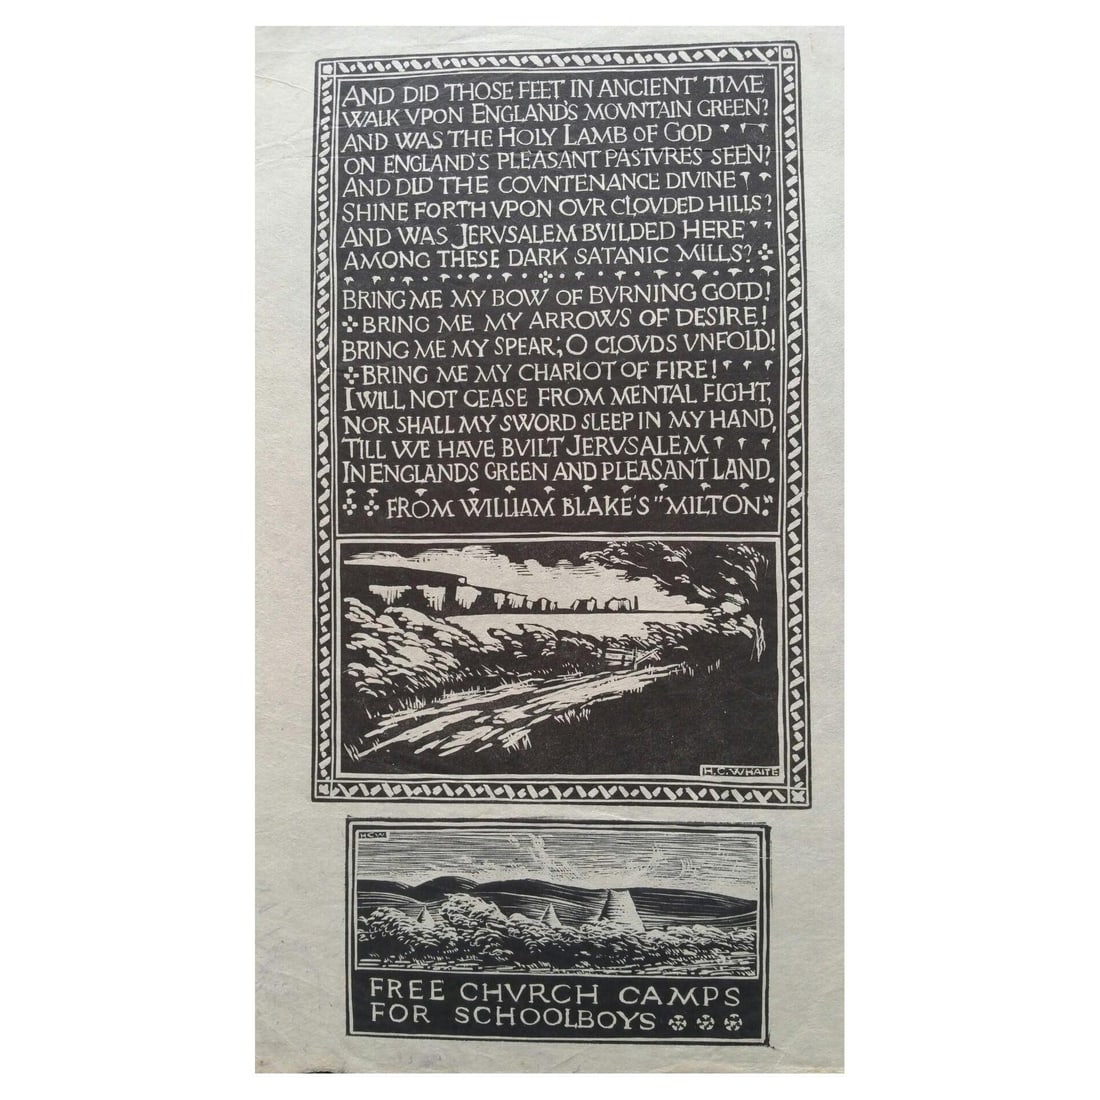 AND DID THOSE FEET IN ANCIENT TIME
WALK VPON ENGLAND'S MOVNTAIN GREEN?
AND WAS THE HOLY LAMB OF GOD
ON ENGLAND'S PLEASANT PASTVRES SEEN?
AND DID THE COVNTENANCE DIVINE
SHINE FORTH VPON OVR CLOVDED HILLS?
AND WAS JERVSALEM BVILDED HERE
AMONG THESE DARK SATANIC MILLS?
BRING ME MY BOW OF BVRNING GOLD!
BRING ME MY ARROWS OF DESIRE!
BRING ME MY SPEAR; O CLOVDS VNFOLD!
BRING ME MY CHARIOT OF FIRE!
I WILL NOT CEASE FROM MENTAL FIGHT,
NOR SHALL MY SWORD SLEEP IN MY HAND,
TILL WE HAVE BVILT JERVSALEM
IN ENGLANDS GREEN AND PLEASANT LAND.
FROM WILLIAM BLAKE'S "MILTON."
H.C. WHAITE
HCW
FREE CHVRCH CAMPS
FOR SCHOOLBOYS